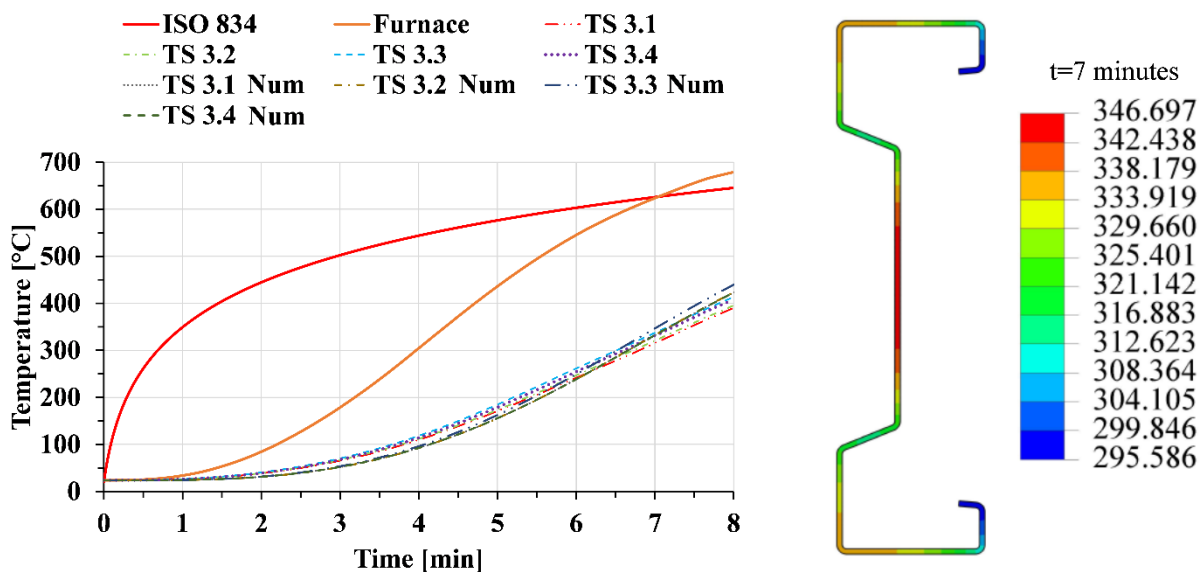 ISO 834 Furnace TS 3.1
TS 3.2 TS 3.3 TS 3.4
TS 3.1 Num TS 3.2 Num TS 3.3 Num
TS 3.4 Num
700
600
500
400
300
200
100
0
Temperature [°C]
0 1 2 3 4 5 6 7 8
Time [min]
t=7 minutes
346.697
342.438
338.179
333.919
329.660
325.401
321.142
316.883
312.623
308.364
304.105
299.846
295.586